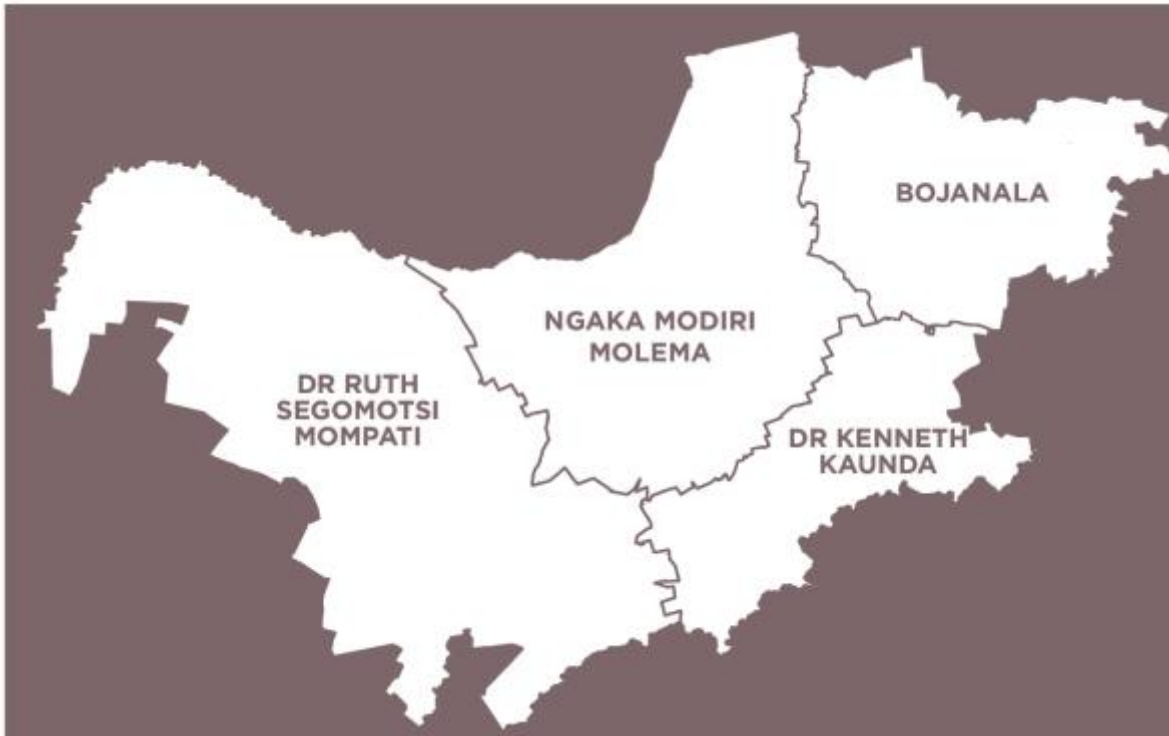 BOJANALA
NGAKA MODIRI
MOLEMA
DR RUTH
SEGOMOTSI
MOMPATI
DR KENNETH
KAUNDA